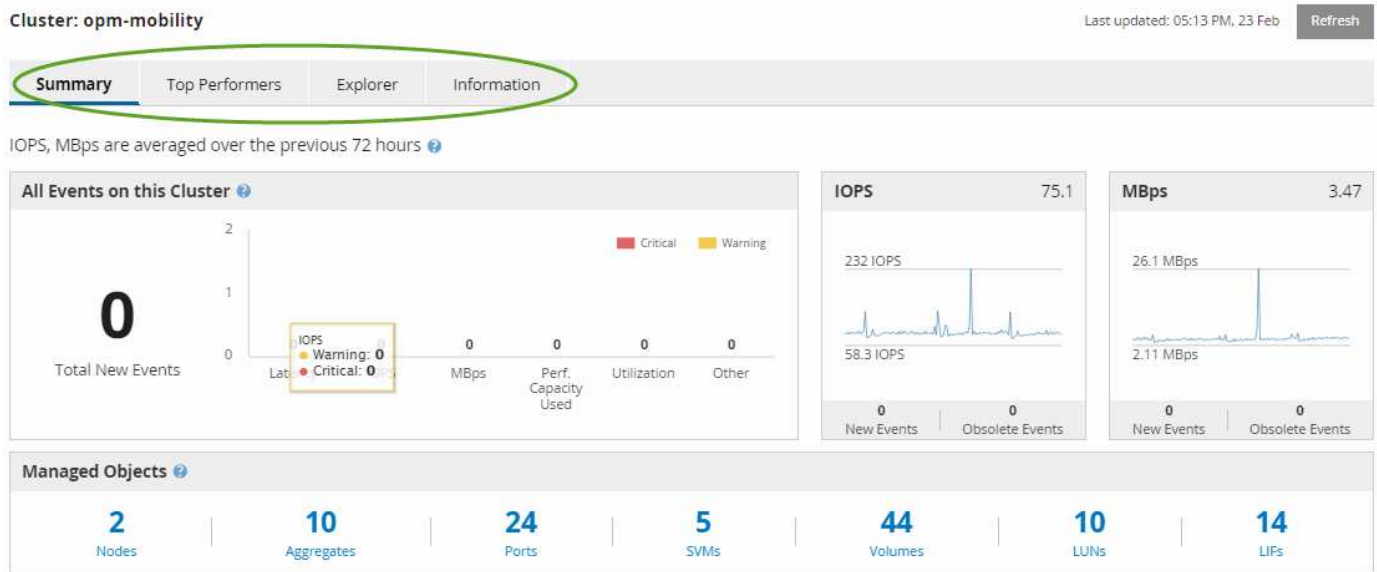 Cluster: opm-mobility
Last updated: 05:13 PM, 23 Feb
Refresh
Summary
Top Performers
Explorer
Information
IOPS, MBps are averaged over the previous 72 hours
All Events on this Cluster
0
Total New Events
2
1
0
Critical
Warning
IOPS
Warning: 0
Critical: 0
0
0
0
0
MBps
Perf.
Capacity
Used
Utilization
Other
IOPS 75.1
232 IOPS
58.3 IOPS
0
New Events
0
Obsolete Events
MBps 3.47
26.1 MBps
2.11 MBps
0
New Events
0
Obsolete Events
Managed Objects
2
Nodes
10
Aggregates
24
Ports
5
SVMs
44
Volumes
10
LUNs
14
LIFs